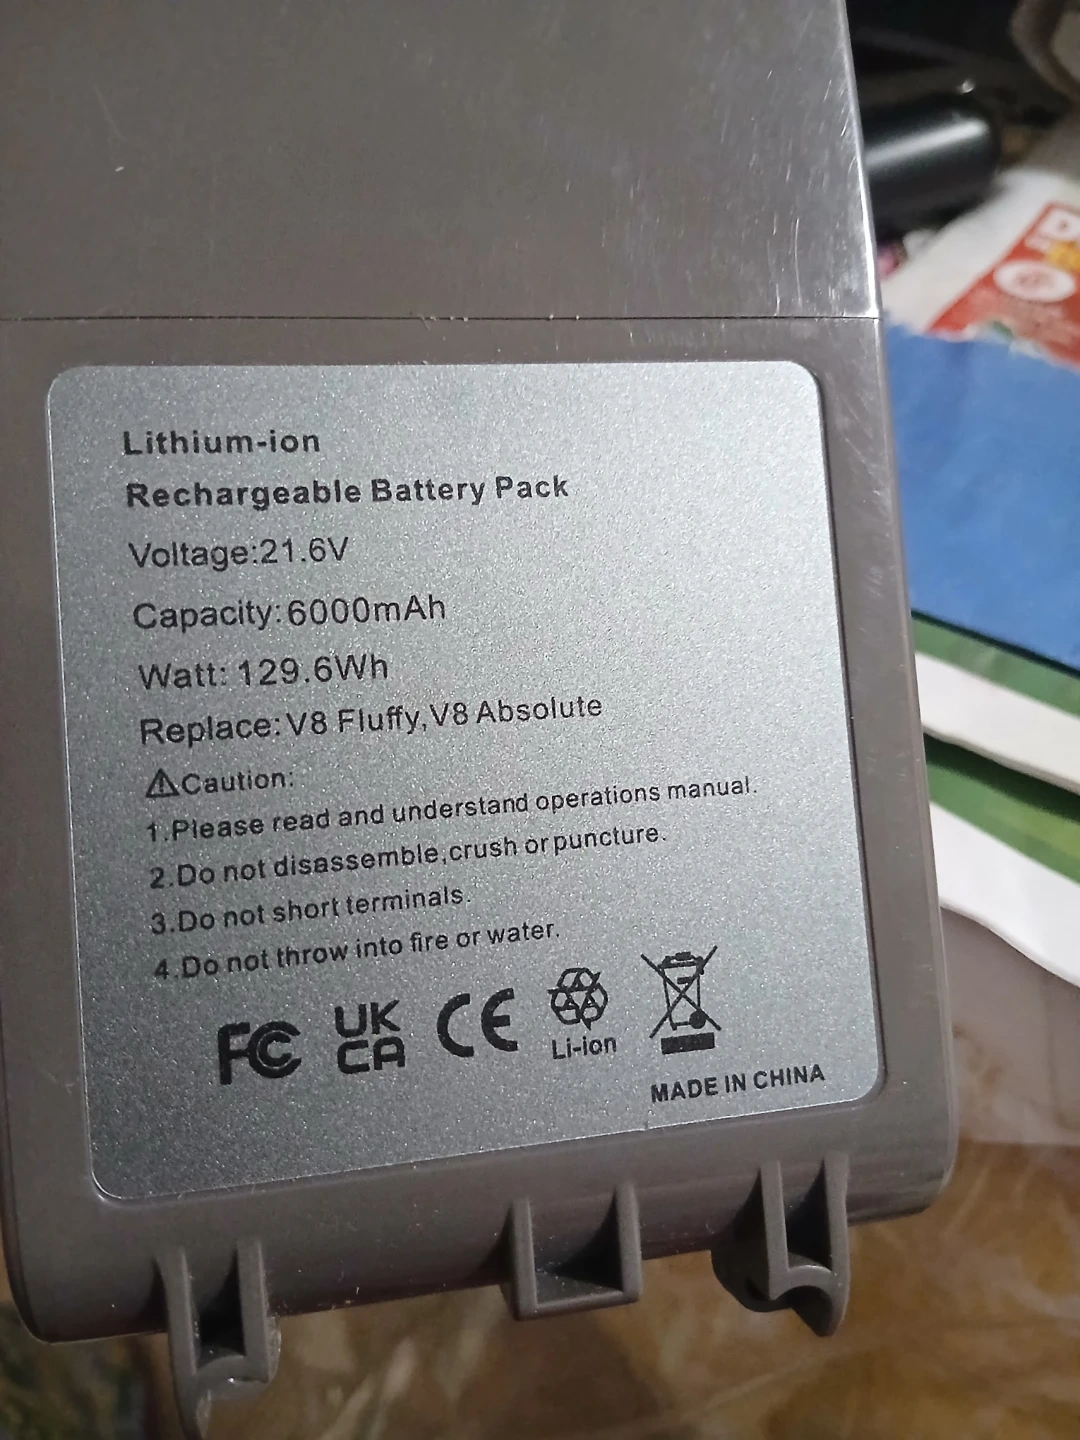 Lithium-ion
Rechargeable Battery Pack
Voltage:21.6V
Capacity:6000mAh
Watt: 129.6Wh
Replace: V8 Fluffy,V8 Absolute
⚠Caution:
1.Please read and understand operations manual.
2.Do not disassemble,crush or puncture.
3.Do not short terminals.
4.Do not throw into fire or water.
FC UK CA CE
Li-ion
MADE IN CHINA